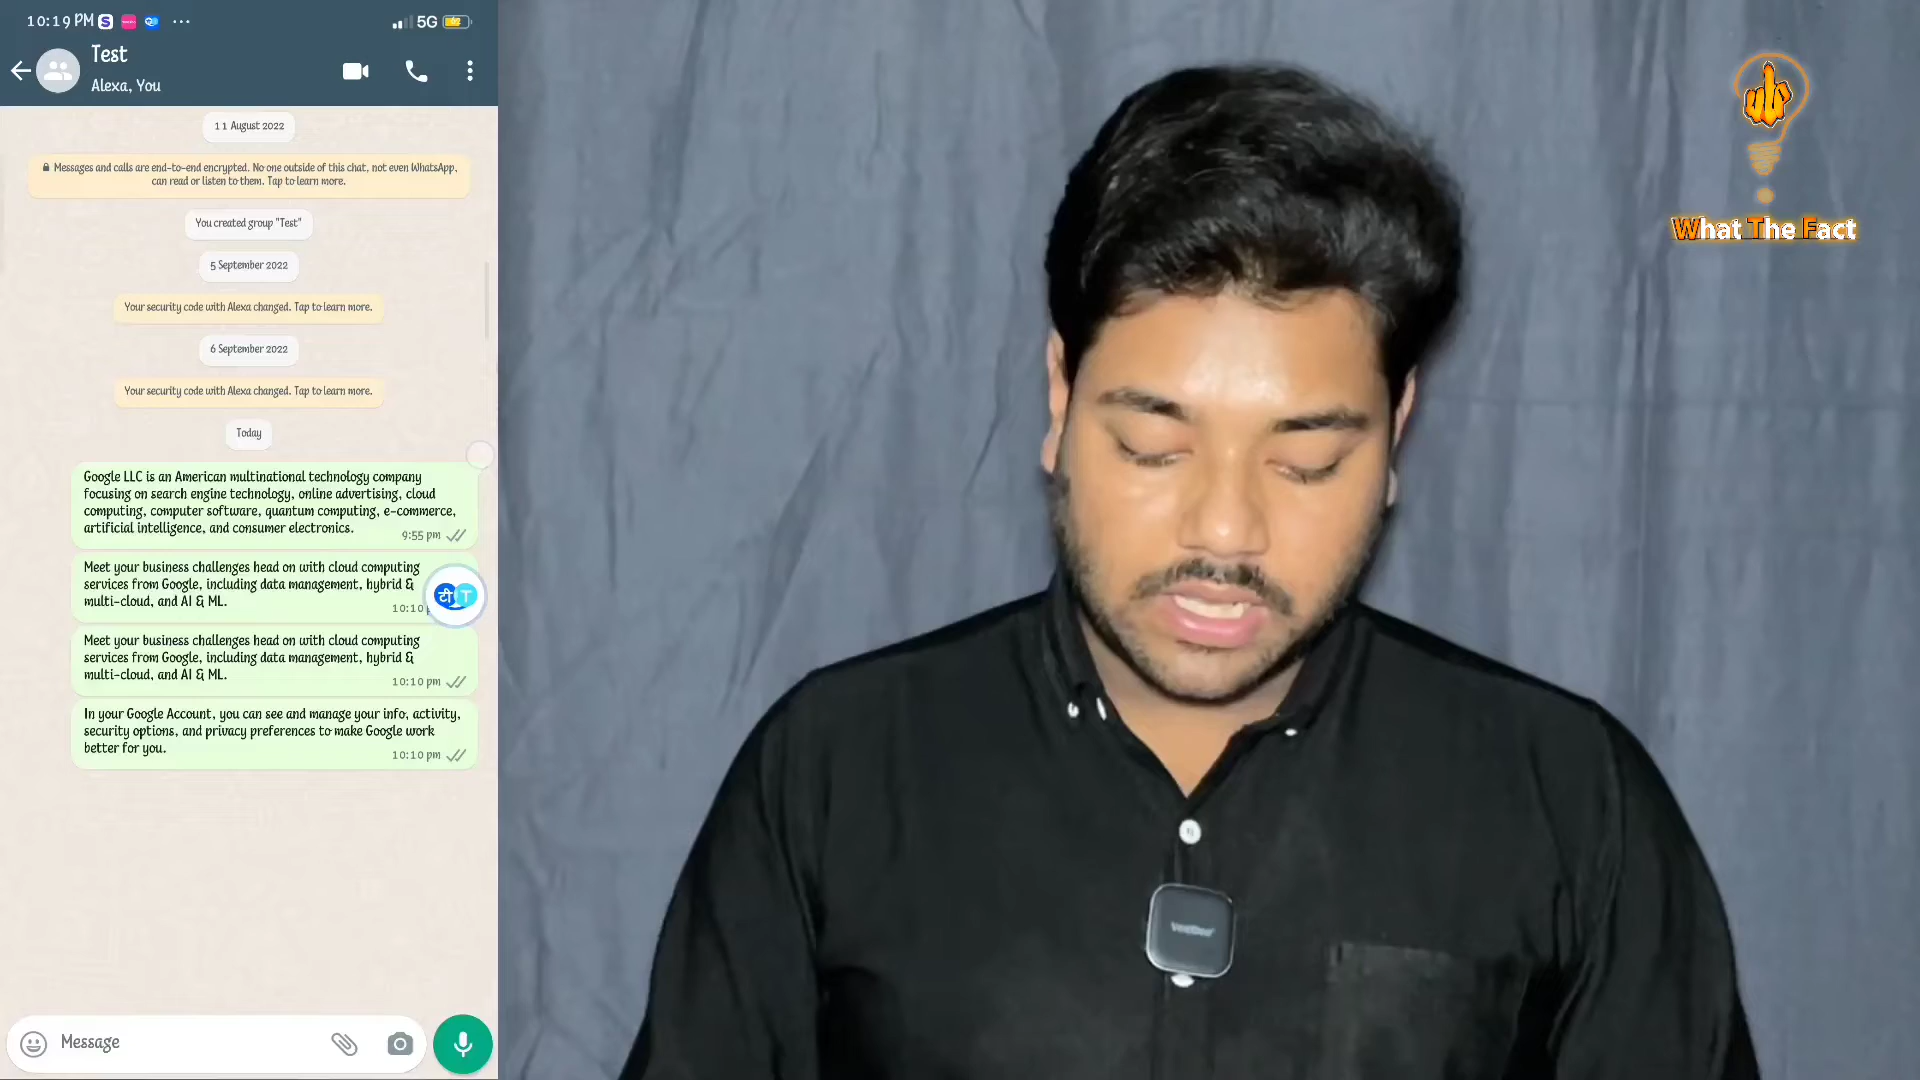 10:19 PM
5G
62
Test
Alexa, You
11 August 2022
Messages and calls are end-to-end encrypted. No one outside of this chat, not even WhatsApp,
can read or listen to them. Tap to learn more.
You created group "Test"
5 September 2022
Your security code with Alexa changed. Tap to learn more.
6 September 2022
Your security code with Alexa changed. Tap to learn more.
Today
Google LLC is an American multinational technology company
focusing on search engine technology, online advertising, cloud
computing, computer software, quantum computing, e-commerce,
artificial intelligence, and consumer electronics.
9:55 pm
Meet your business challenges head on with cloud computing
services from Google, including data management, hybrid &
multi-cloud, and AI & ML.
10:10
टी T
Meet your business challenges head on with cloud computing
services from Google, including data management, hybrid &
multi-cloud, and AI & ML.
10:10 pm
In your Google Account, you can see and manage your info, activity,
security options, and privacy preferences to make Google work
better for you.
10:10 pm
Message
What The Fact